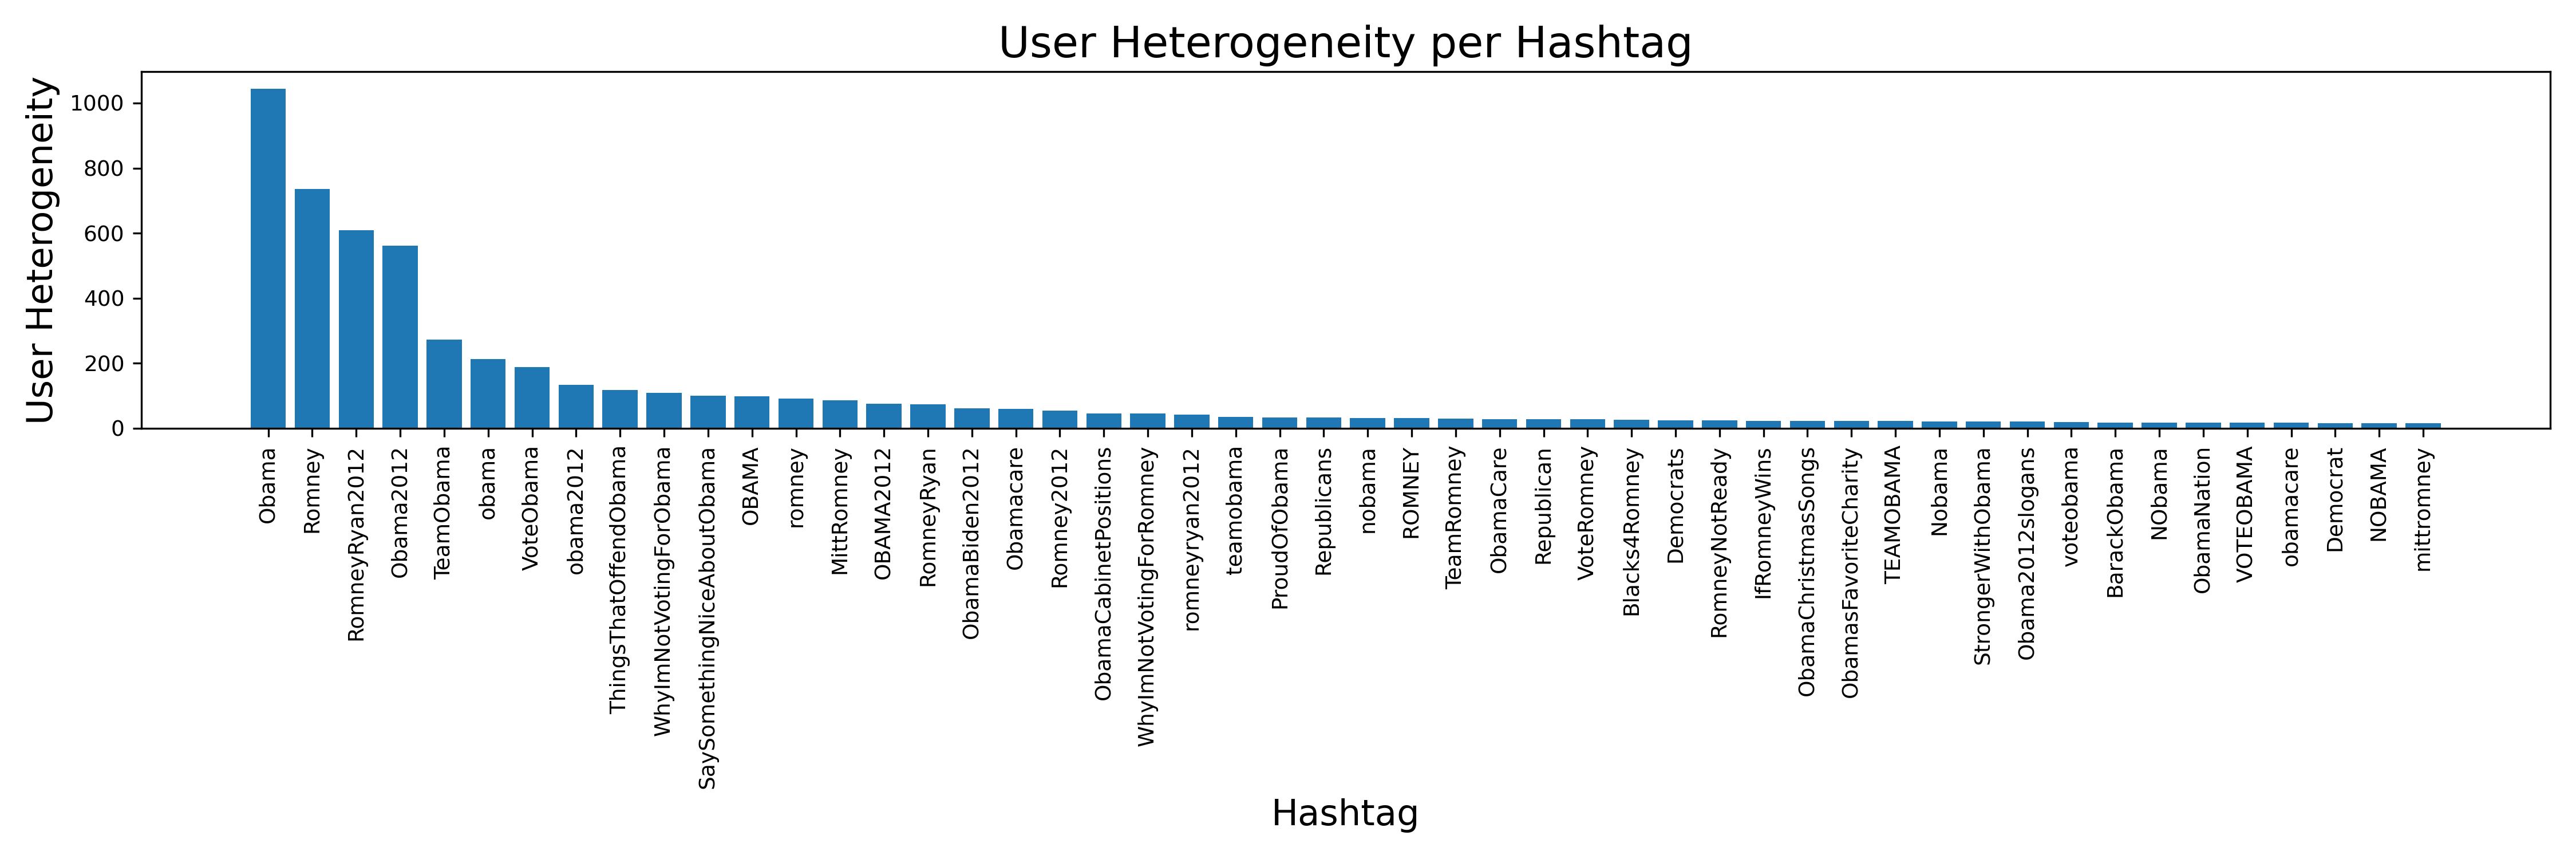 User Heterogeneity per Hashtag
User Heterogeneity
1000
800
600
400
200
0
Obama
Romney
RomneyRyan2012
Obama2012
TeamObama
obama
VoteObama
obama2012
ThingsThatOffendObama
WhyImNotVotingForObama
SaySomethingNiceAboutObama
OBAMA
romney
MittRomney
OBAMA2012
RomneyRyan
ObamaBiden2012
Obamacare
Romney2012
ObamaCabinetPositions
WhyImNotVotingForRomney
romneyryan2012
teamobama
ProudOfObama
Republicans
nobama
ROMNEY
TeamRomney
ObamaCare
Republican
VoteRomney
Blacks4Romney
Democrats
RomneyNotReady
IfRomneyWins
ObamaChristmasSongs
ObamasFavoriteCharity
TEAMOBAMA
Nobama
StrongerWithObama
Obama2012slogans
voteobama
BarackObama
NObama
ObamaNation
VOTEOBAMA
obamacare
Democrat
NOBAMA
mittromney
Hashtag